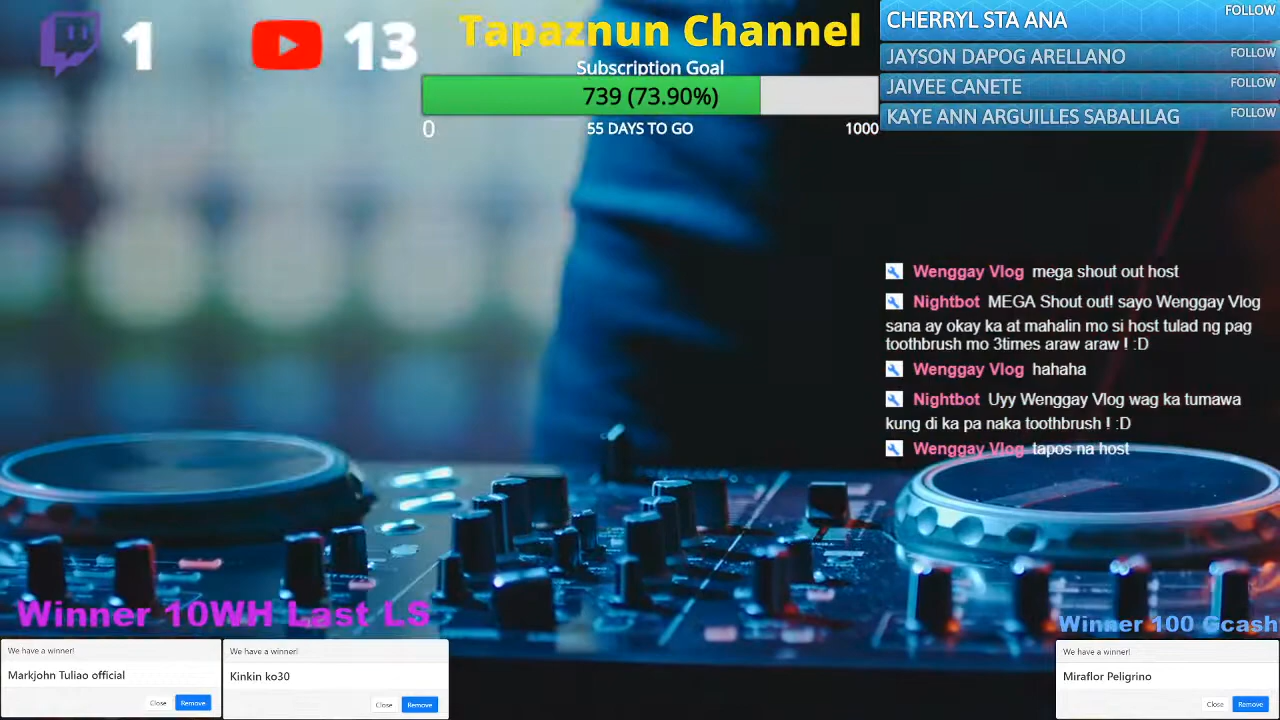 1
13
Tapaznun Channel
Subscription Goal
739 (73.90%)
0
55 DAYS TO GO
1000
CHERRYL STA ANA
FOLLOW
JAYSON DAPOG ARELLANO
FOLLOW
JAIVEE CANETE
FOLLOW
KAYE ANN ARGUILLES SABALILAG
FOLLOW
Wenggay Vlog mega shout out host
Nightbot MEGA Shout out! sayo Wenggay Vlog
sana ay okay ka at mahalin mo si host tulad ng pag
toothbrush mo 3times araw araw ! :D
Wenggay Vlog hahaha
Nightbot Uyy Wenggay Vlog wag ka tumawa
kung di ka pa naka toothbrush ! :D
Wenggay Vlog tapos na host
Winner 10WH Last LS
We have a winner!
Markjohn Tuliao official
Close Remove
We have a winner!
Kinkin ko30
Close Remove
Winner 100 Gcash
We have a winner!
Miraflor Peligrino
Close Remove